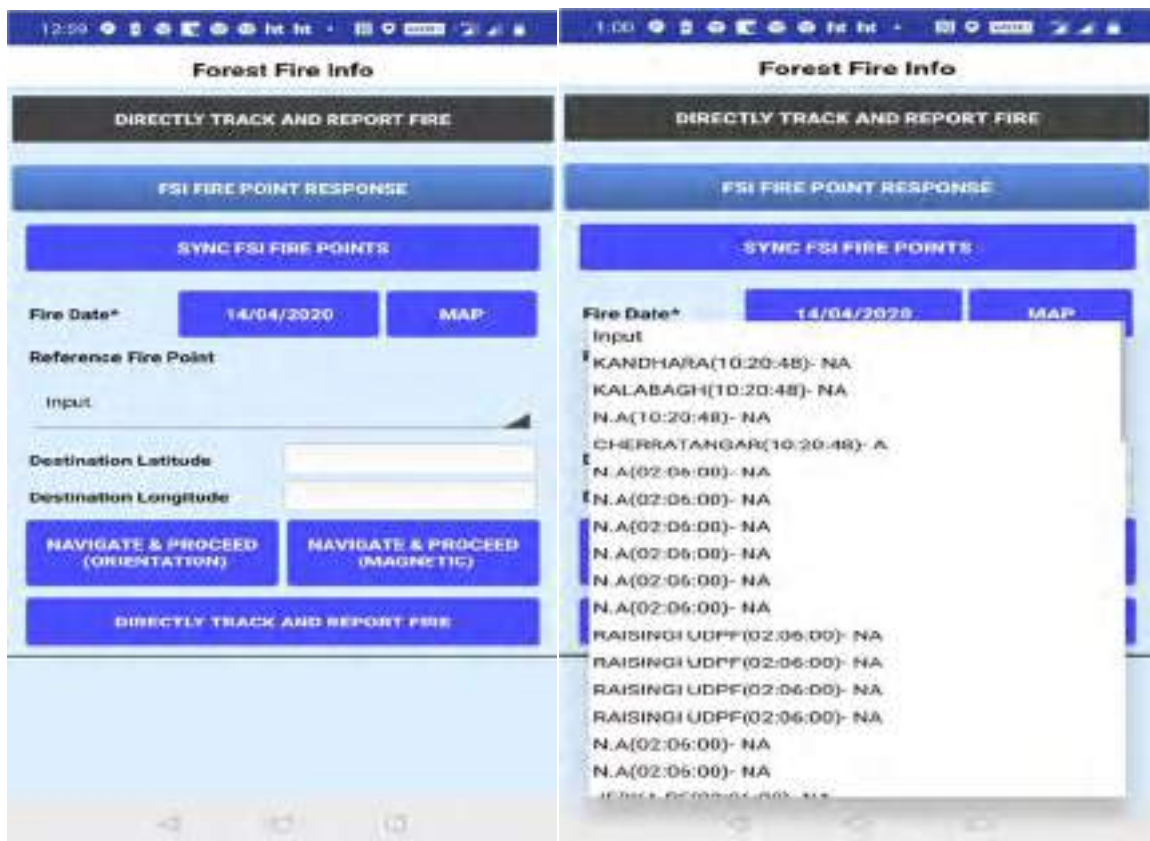 12:59
Forest Fire Info
DIRECTLY TRACK AND REPORT FIRE
FSI FIRE POINT RESPONSE
SYNC FSI FIRE POINTS
Fire Date* 14/04/2020 MAP
Reference Fire Point
Input
Destination Latitude
Destination Longitude
NAVIGATE & PROCEED (ORIENTATION)
NAVIGATE & PROCEED (MAGNETIC)
DIRECTLY TRACK AND REPORT FIRE
1:00
Forest Fire Info
DIRECTLY TRACK AND REPORT FIRE
FSI FIRE POINT RESPONSE
SYNC FSI FIRE POINTS
Fire Date* 14/04/2020 MAP
Input
KANDHARA(10:20:48)- NA
KALABAGH(10:20:48)- NA
N.A(10:20:48)- NA
CHERRATANGAR(10:20:48)- A
N.A(02:06:00)- NA
N.A(02:06:00)- NA
N.A(02:06:00)- NA
N.A(02:06:00)- NA
N.A(02:06:00)- NA
N.A(02:06:00)- NA
RAISINGI UDPF(02:06:00)- NA
RAISINGI UDPF(02:06:00)- NA
RAISINGI UDPF(02:06:00)- NA
RAISINGI UDPF(02:06:00)- NA
N.A(02:06:00)- NA
N.A(02:06:00)- NA